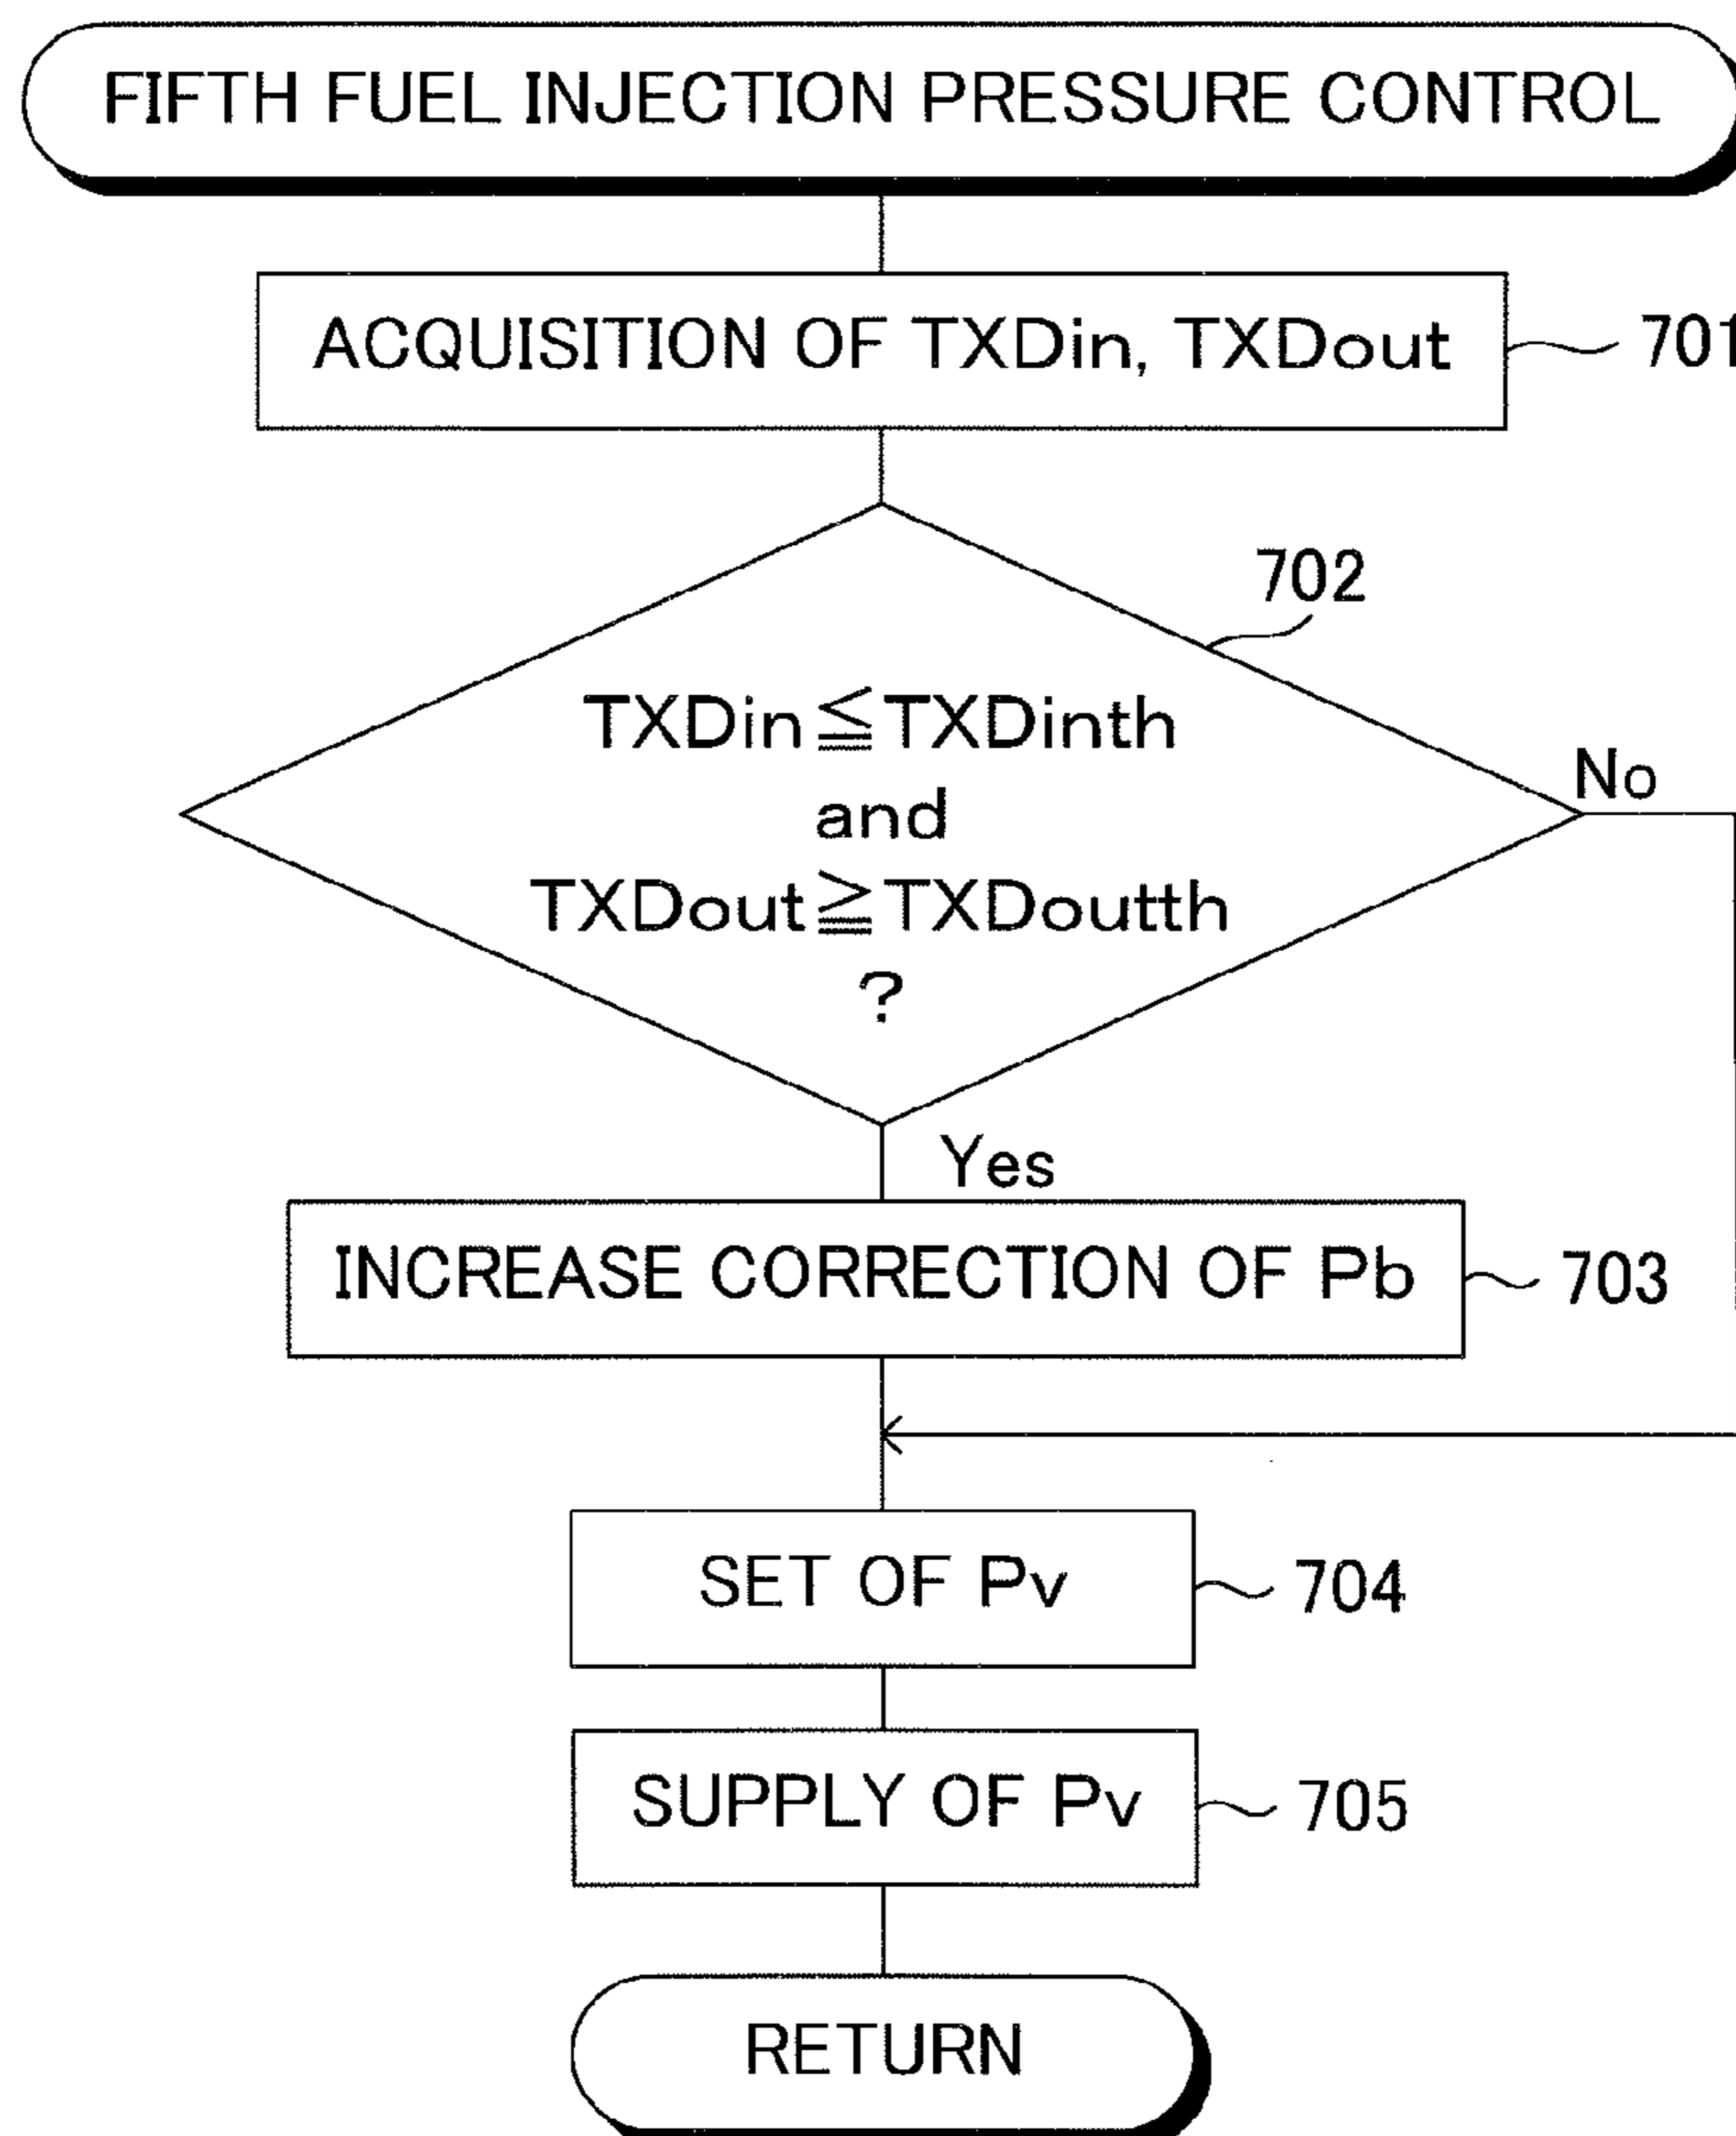 FIFTH FUEL INJECTION PRESSURE CONTROL
ACQUISITION OF TXDin, TXDout
701
702
TXDin≦TXDinth
and
TXDout≧TXDoutth
?
No
Yes
INCREASE CORRECTION OF Pb
703
SET OF Pv
704
SUPPLY OF Pv
705
RETURN